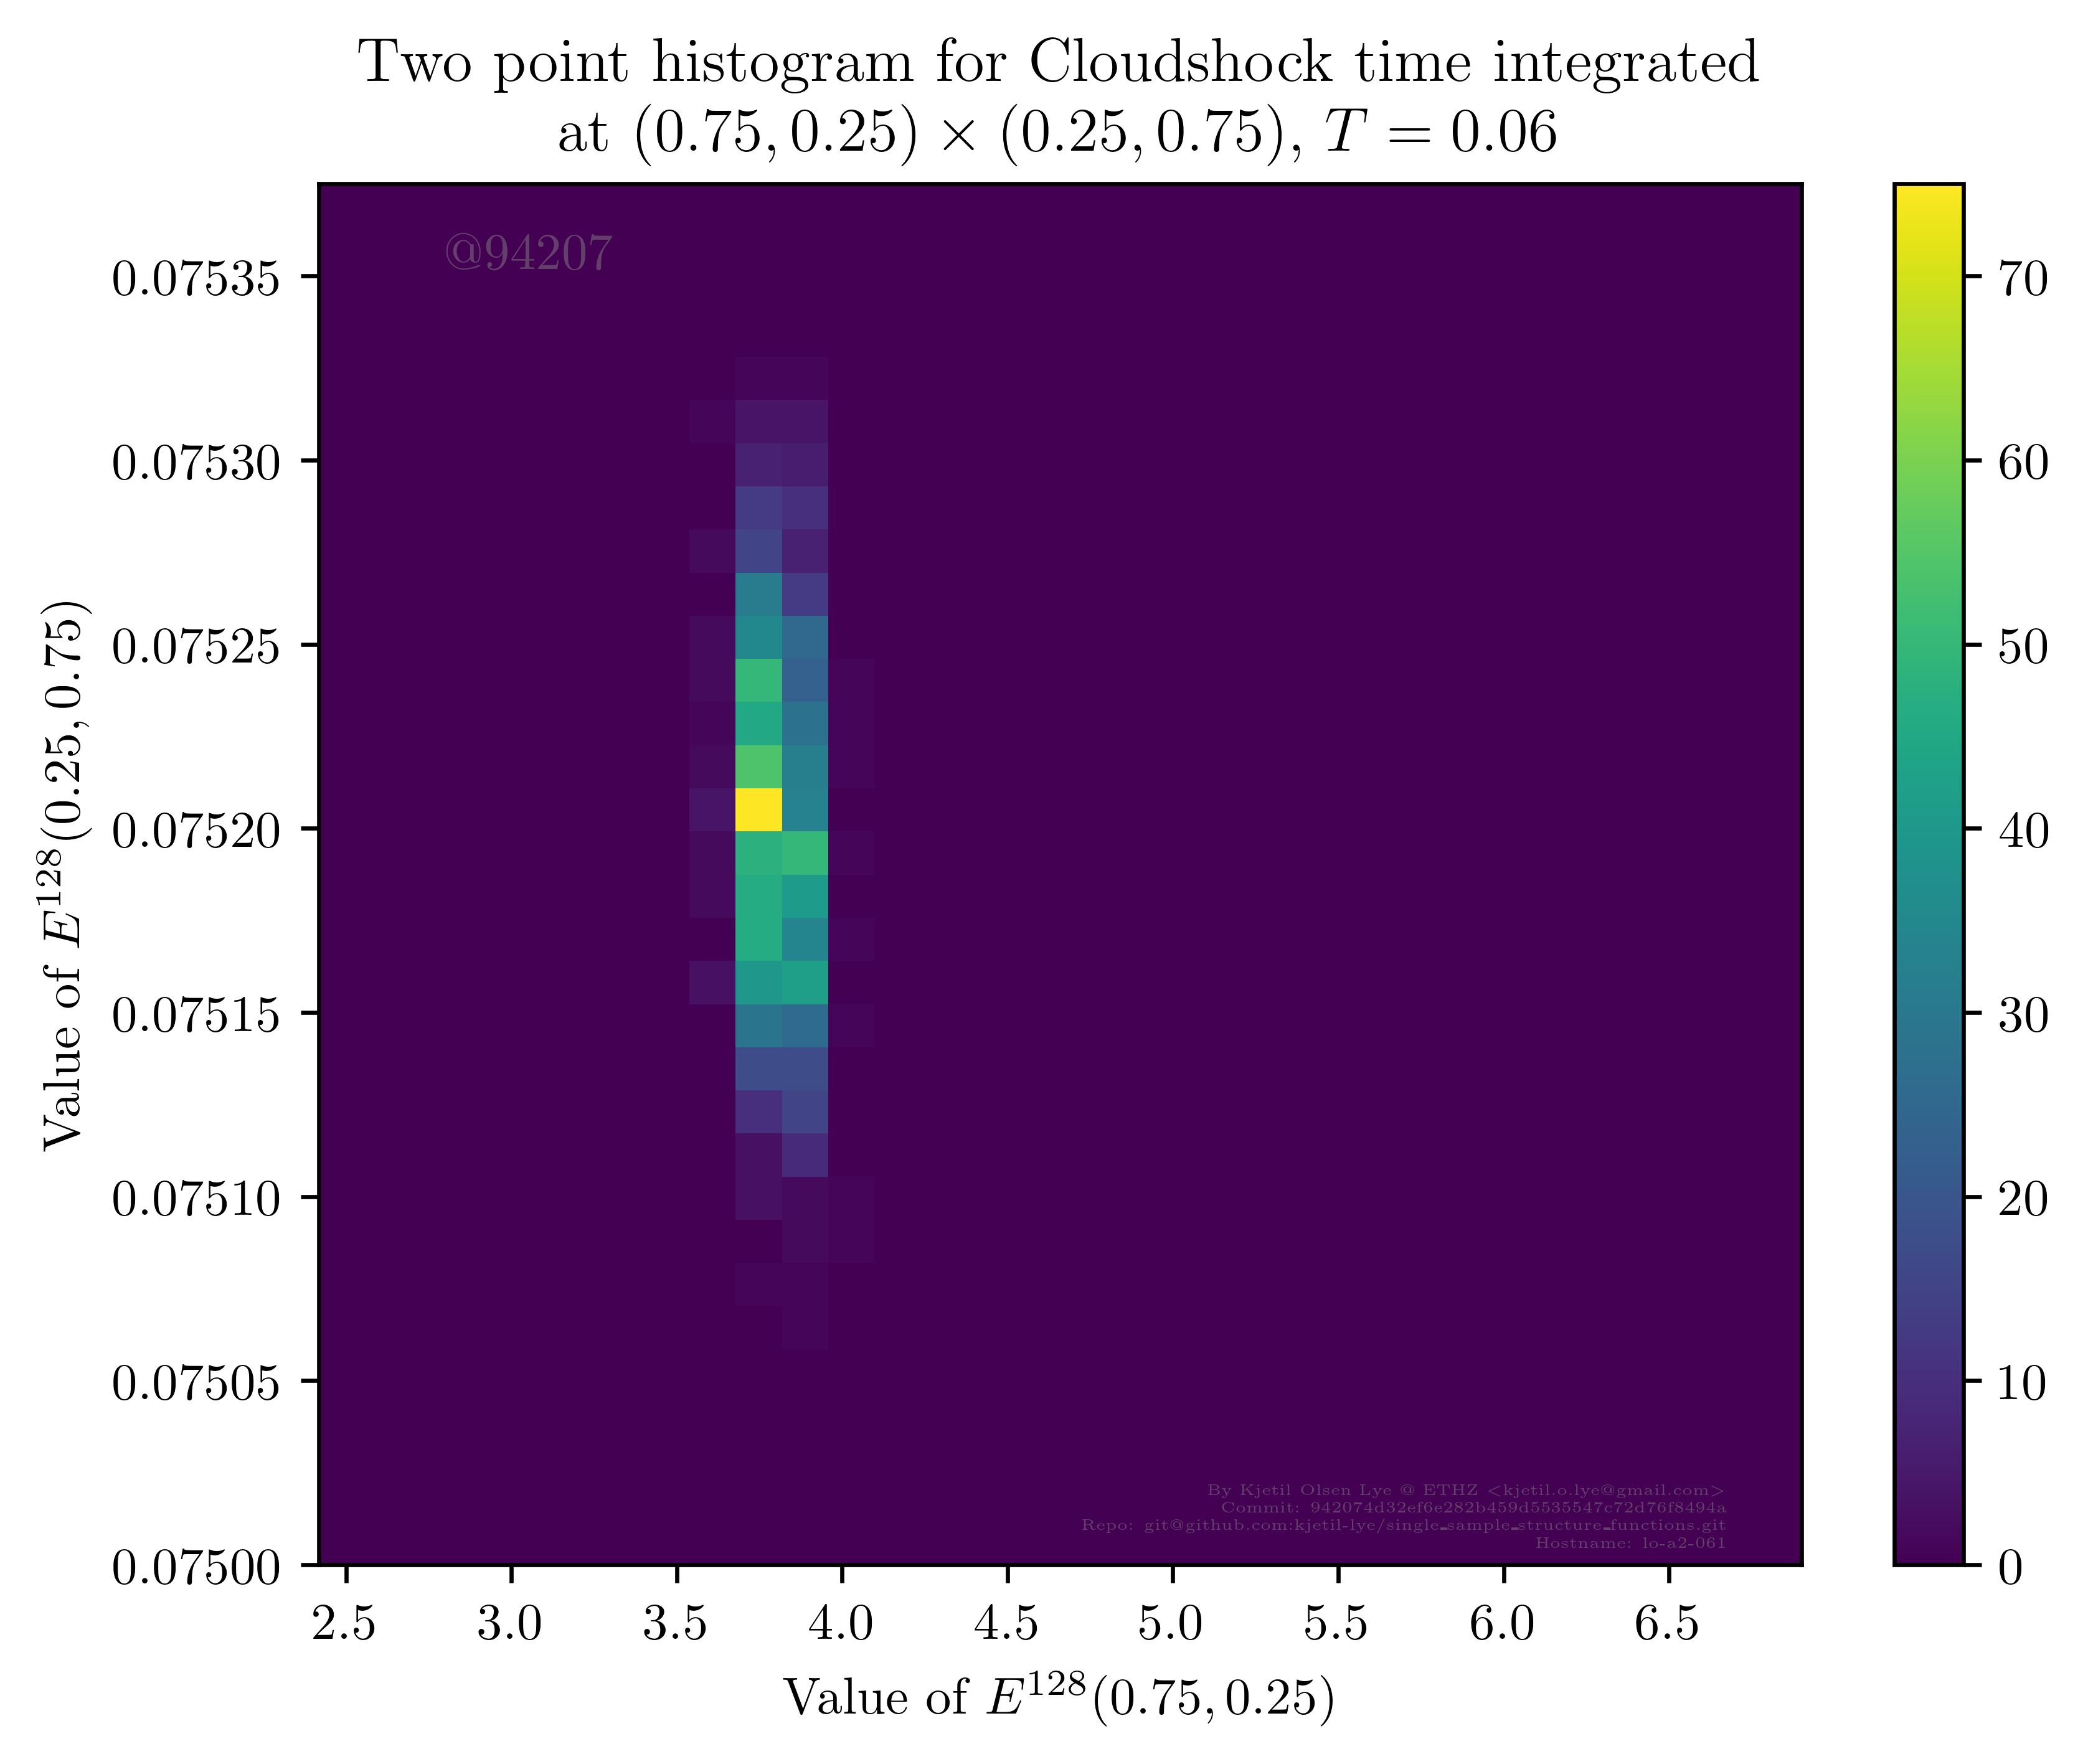 Two point histogram for Cloudshock time integrated
at (0.75, 0.25) × (0.25, 0.75), T = 0.06
@94207
0.07535
0.07530
0.07525
0.07520
0.07515
0.07510
0.07505
0.07500
Value of E^128(0.25, 0.75)
2.5 3.0 3.5 4.0 4.5 5.0 5.5 6.0 6.5
Value of E^128(0.75, 0.25)
70
60
50
40
30
20
10
0
By Kjetil Olsen Lye @ ETHZ <kjetil.o.lye@gmail.com>
Commit: 942074d32ef6e282b459d5535547c72d76f8494a
Repo: git@github.com:kjetil-lye/single_sample_structure_functions.git
Hostname: lo-a2-061